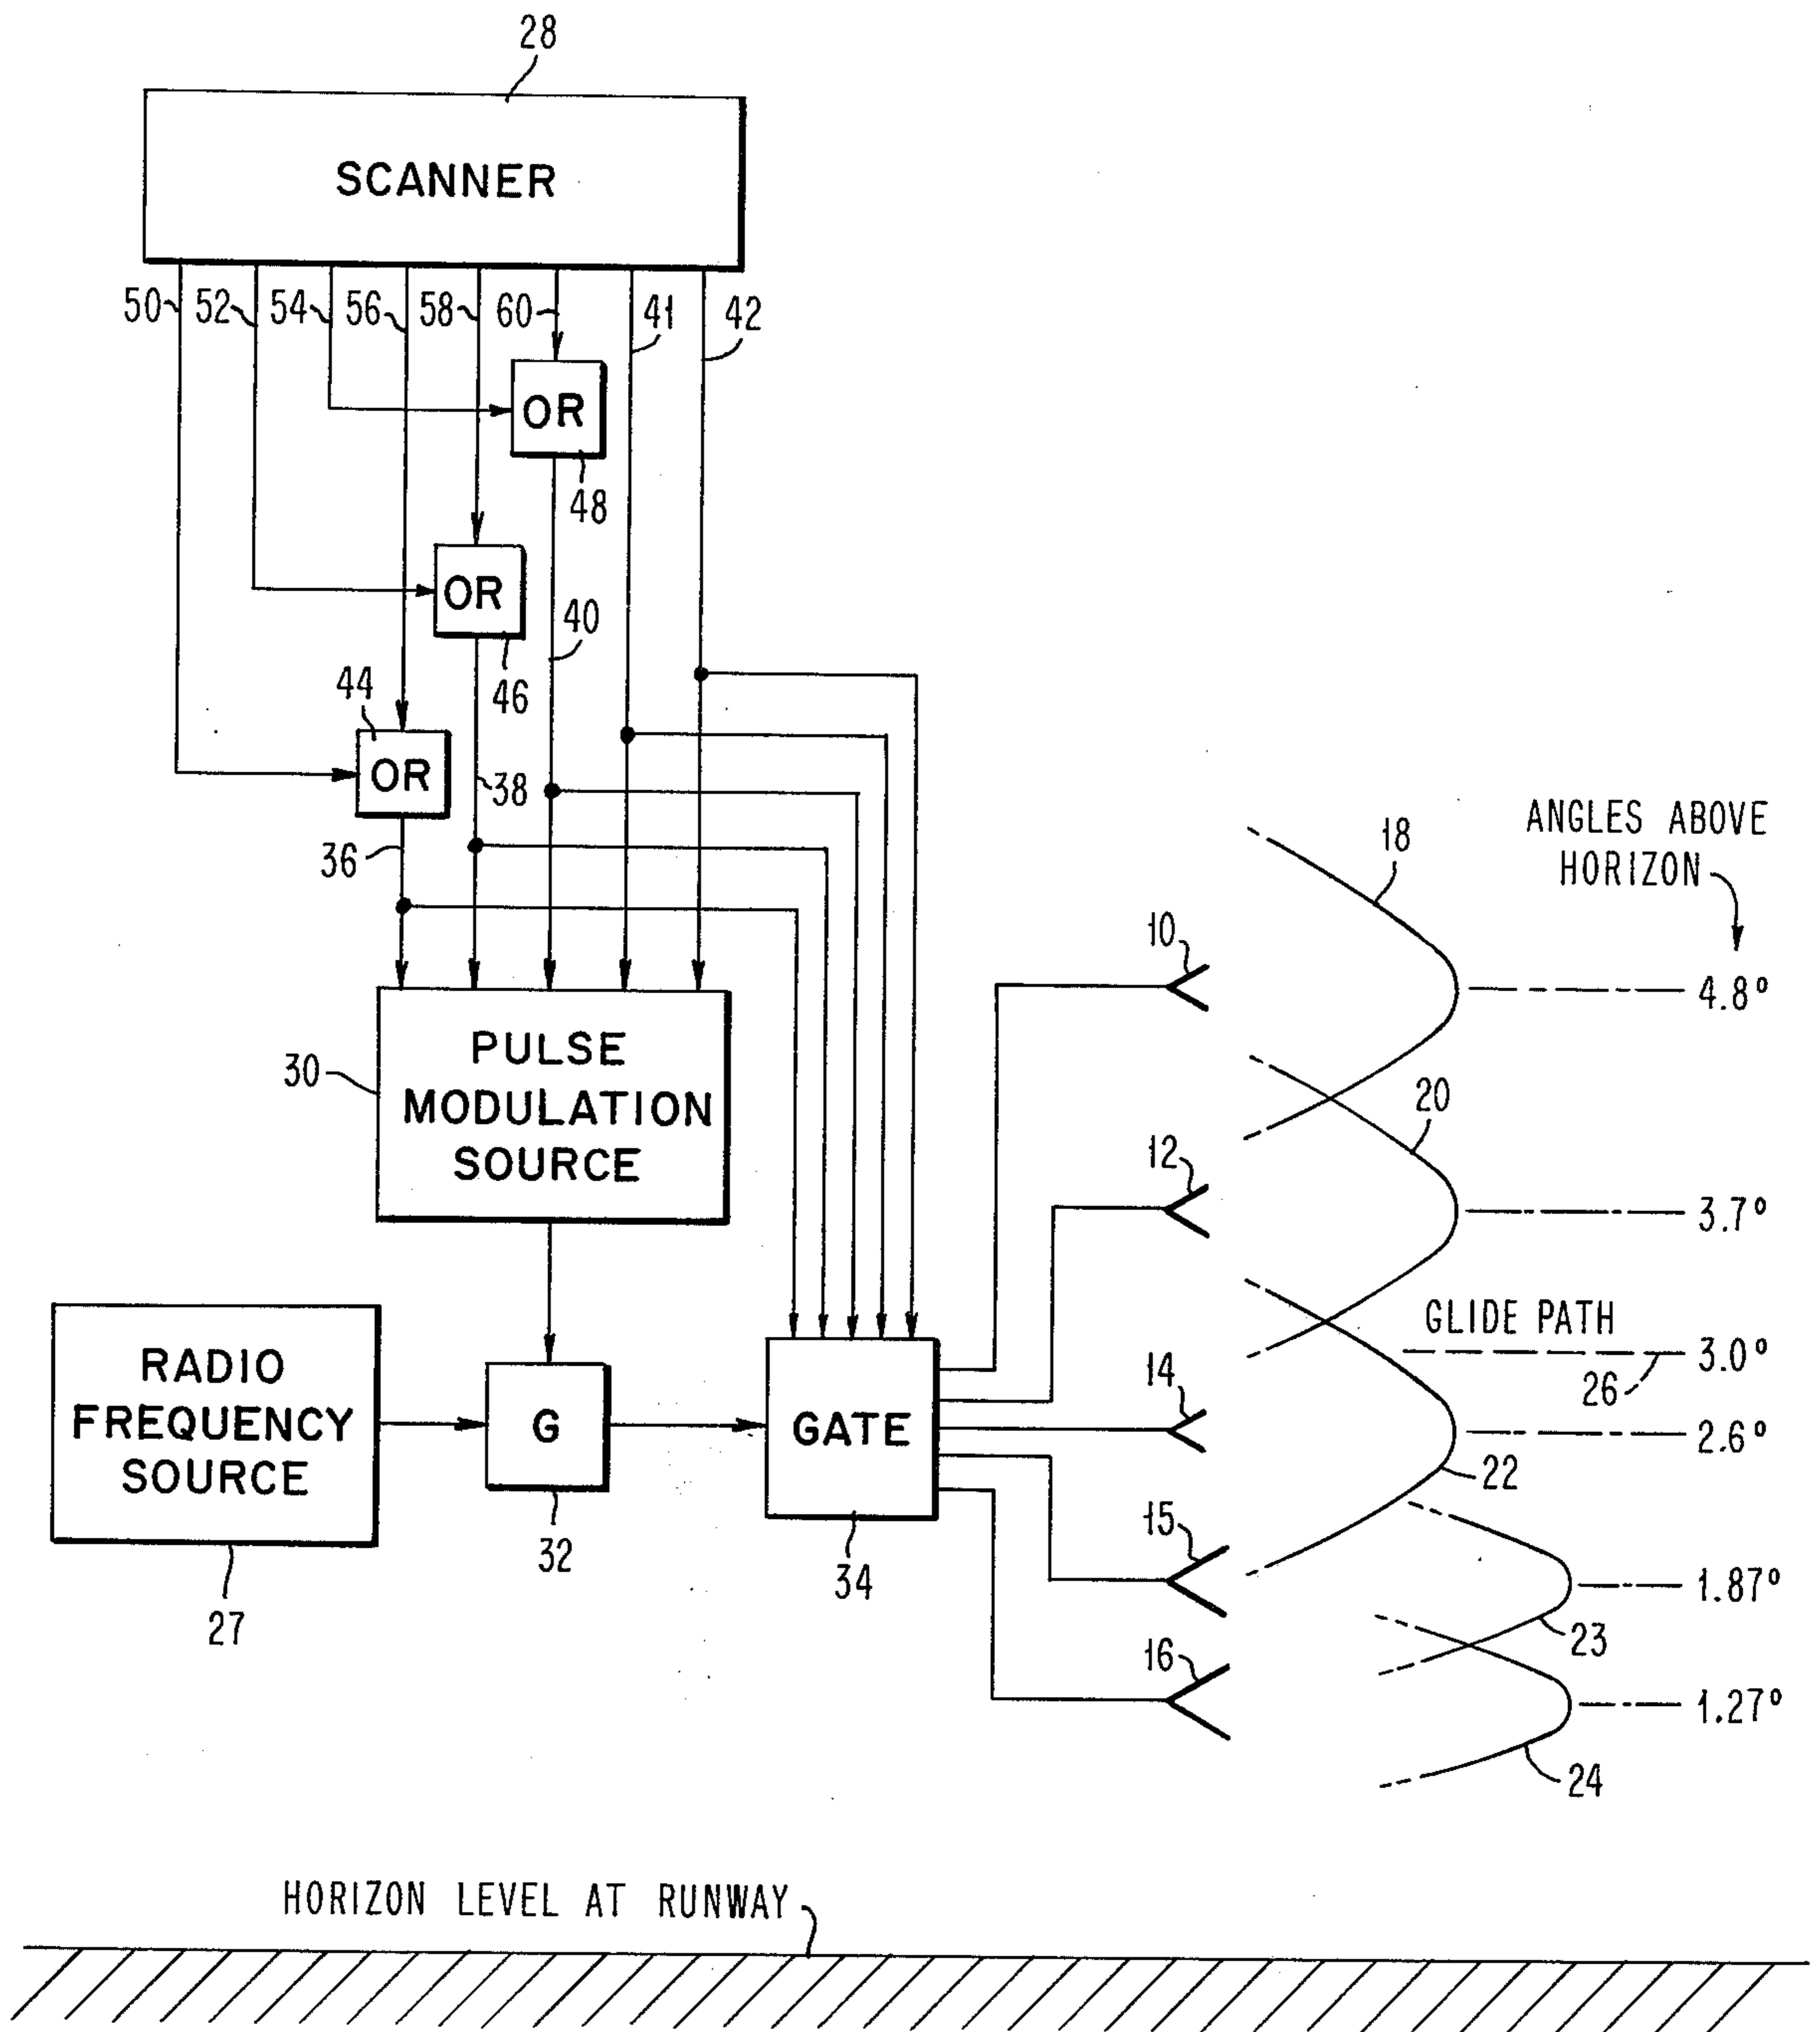 28
SCANNER
50 52 54 56 58 60 41 42
OR
48
OR
40
46
44
OR
38
36
ANGLES ABOVE
HORIZON
18
10
4.8°
PULSE
MODULATION
SOURCE
30
20
12
3.7°
GLIDE PATH
3.0°
26
RADIO
FREQUENCY
SOURCE
27
G
32
GATE
34
14
2.6°
22
15
1.87°
23
16
1.27°
24
HORIZON LEVEL AT RUNWAY